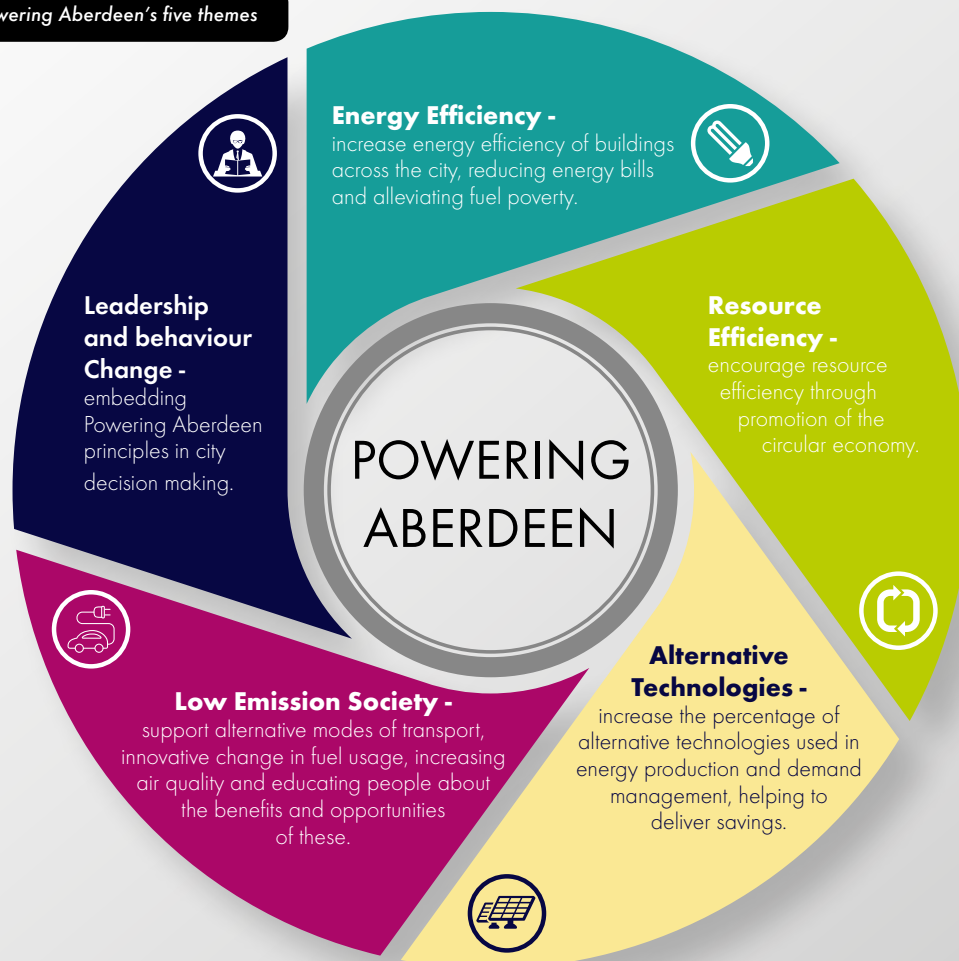 Aberdeen's five themes
Energy Efficiency -
increase energy efficiency of buildings
across the city, reducing energy bills
and alleviating fuel poverty.
Resource
Efficiency -
encourage resource
efficiency through
promotion of the
circular economy.
Alternative
Technologies -
increase the percentage of
alternative technologies used in
energy production and demand
management, helping to
deliver savings.
Low Emission Society -
support alternative modes of transport,
innovative change in fuel usage, increasing
air quality and educating people about
the benefits and opportunities
of these.
Leadership
and behaviour
Change -
embedding
Powering Aberdeen
principles in city
decision making.
POWERING
ABERDEEN